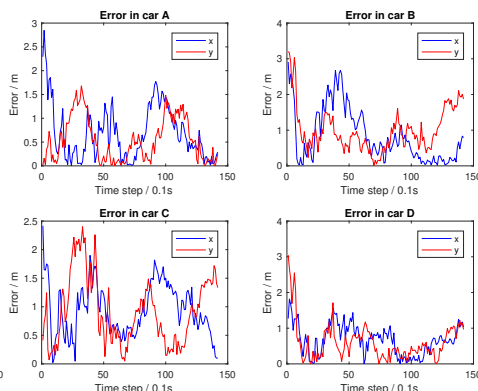 Error in car A
3
2.5
2
1.5
1
0.5
0
Error / m
x
y
0 50 100 150
Time step / 0.1s
Error in car B
4
3
2
1
0
Error / m
x
y
0 50 100 150
Time step / 0.1s
Error in car C
2.5
2
1.5
1
0.5
0
Error / m
x
y
0 50 100 150
Time step / 0.1s
Error in car D
4
3
2
1
0
Error / m
x
y
0 50 100 150
Time step / 0.1s
0